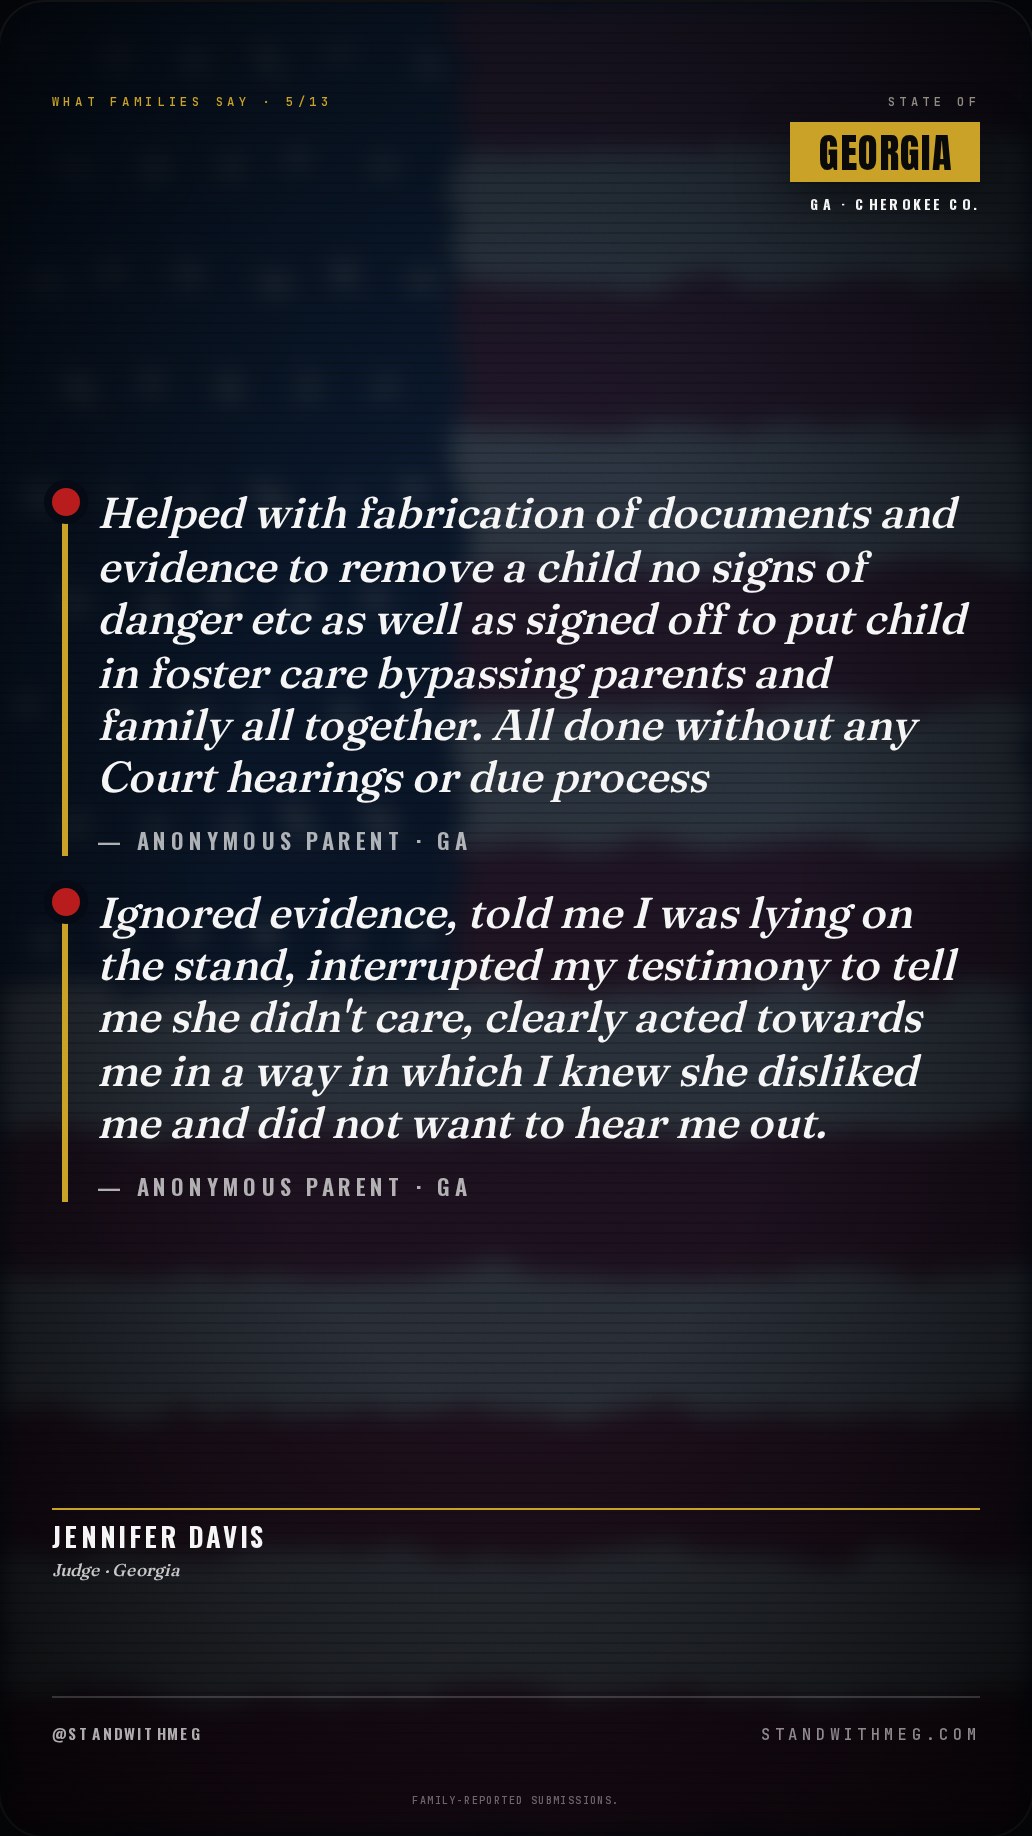 WHAT FAMILIES SAY · 5/13
STATE OF
GEORGIA
GA · CHEROKEE CO.
Helped with fabrication of documents and
evidence to remove a child no signs of
danger etc as well as signed off to put child
in foster care bypassing parents and
family all together. All done without any
Court hearings or due process
— ANONYMOUS PARENT · GA
Ignored evidence, told me I was lying on
the stand, interrupted my testimony to tell
me she didn't care, clearly acted towards
me in a way in which I knew she disliked
me and did not want to hear me out.
— ANONYMOUS PARENT · GA
JENNIFER DAVIS
Judge · Georgia
@STANDWITHMEG
STANDWITHMEG.COM
FAMILY-REPORTED SUBMISSIONS.